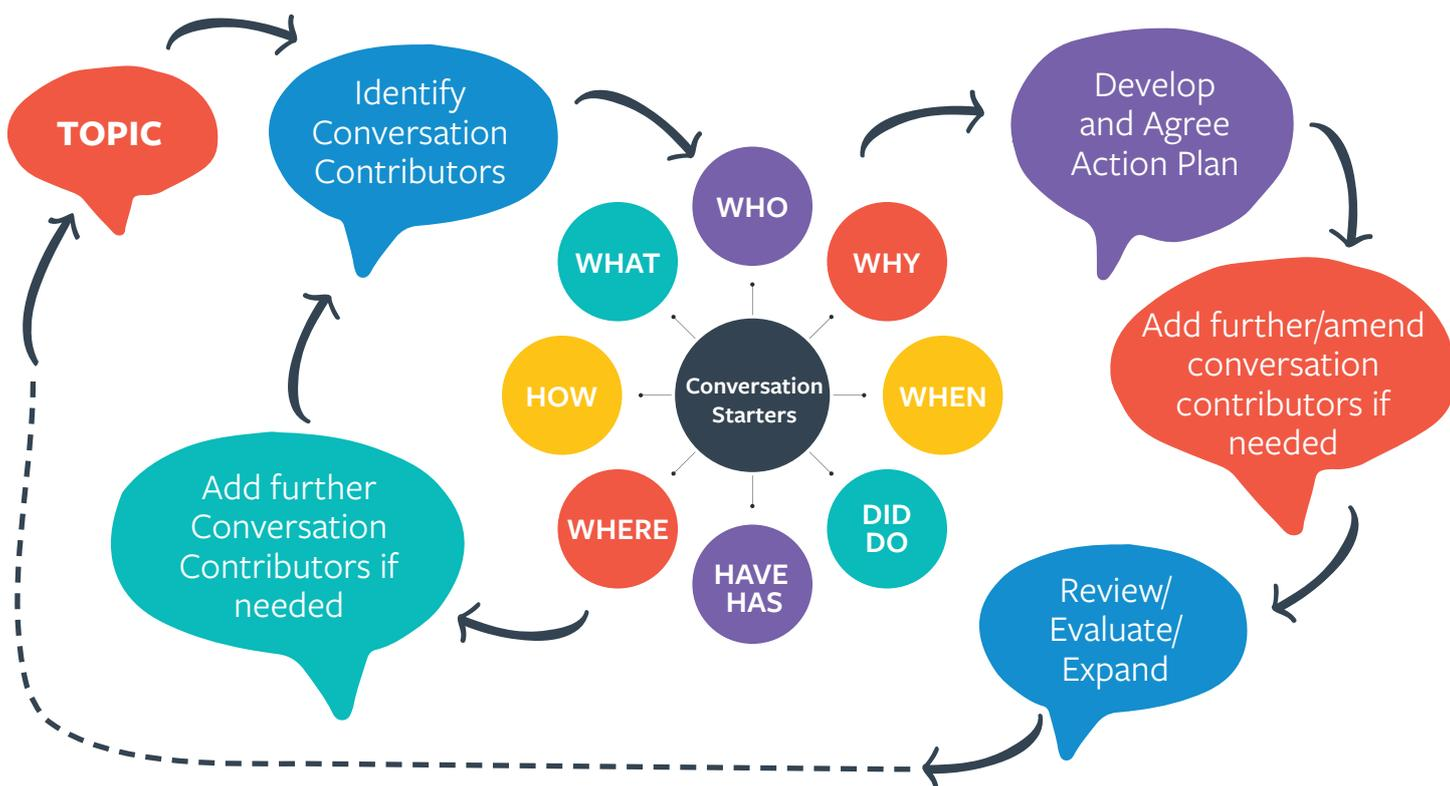 TOPIC
Identify
Conversation
Contributors
WHO
WHY
WHEN
DID
DO
HAVE
HAS
WHERE
HOW
WHAT
Conversation
Starters
Add further
Conversation
Contributors if
needed
Develop
and Agree
Action Plan
Add further/amend
conversation
contributors if
needed
Review/
Evaluate/
Expand